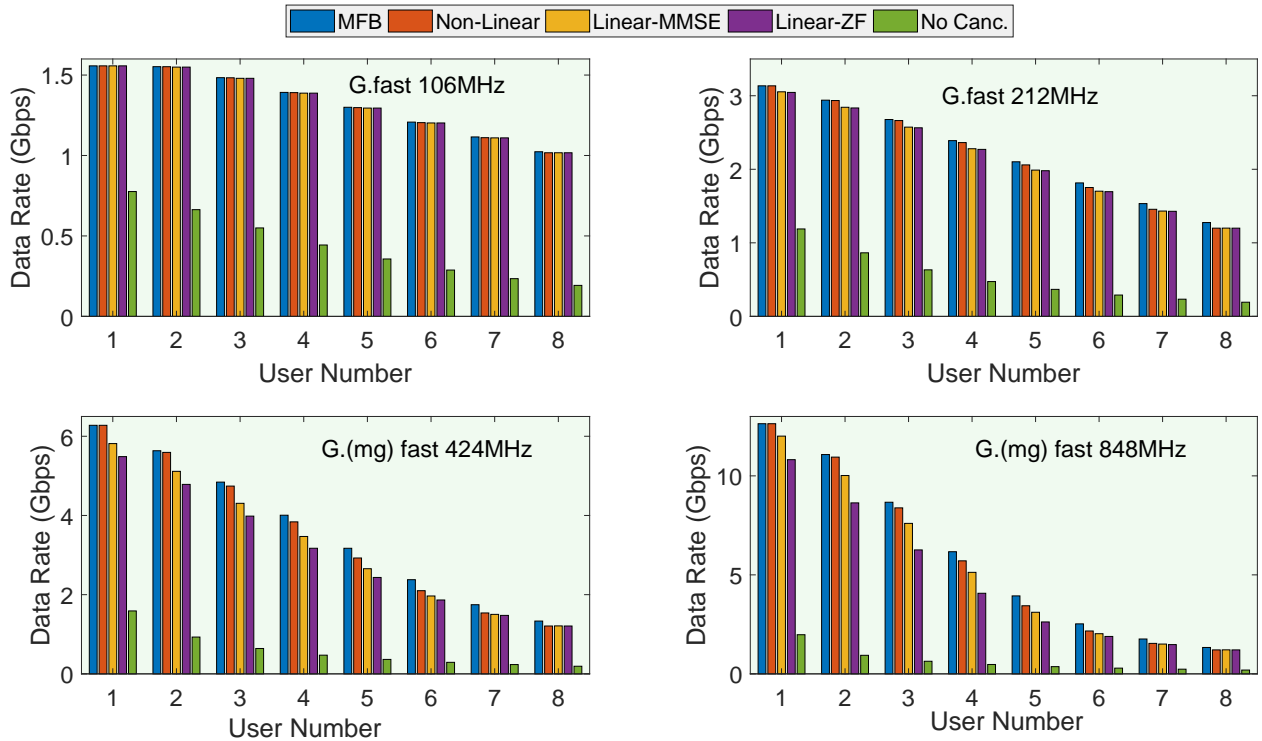 MFB Non-Linear Linear-MMSE Linear-ZF No Canc.
G.fast 106MHz
Data Rate (Gbps)
1.5
1
0.5
0
1 2 3 4 5 6 7 8
User Number
G.fast 212MHz
Data Rate (Gbps)
3
2
1
0
1 2 3 4 5 6 7 8
User Number
G.(mg) fast 424MHz
Data Rate (Gbps)
6
4
2
0
1 2 3 4 5 6 7 8
User Number
G.(mg) fast 848MHz
Data Rate (Gbps)
10
5
0
1 2 3 4 5 6 7 8
User Number